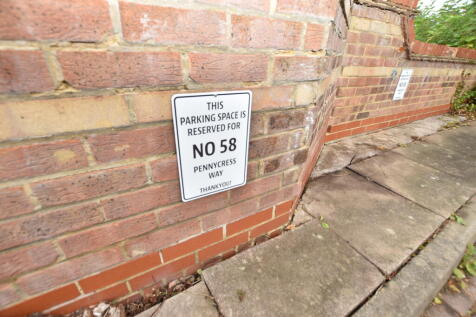 THIS
PARKING SPACE IS
RESERVED FOR
NO 58
PENNYCRESS
WAY
THANKYOU!